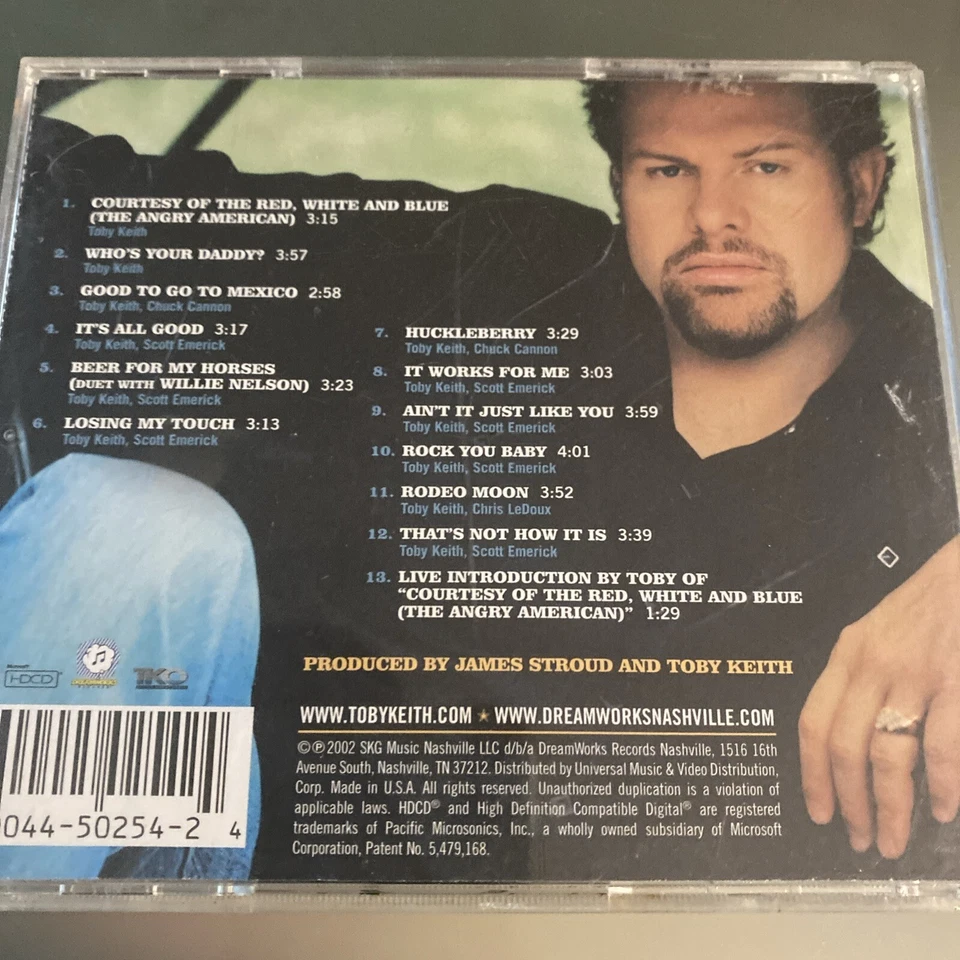 1. COURTESY OF THE RED, WHITE AND BLUE
(THE ANGRY AMERICAN) 3:15
Toby Keith
2. WHO'S YOUR DADDY? 3:57
Toby Keith
3. GOOD TO GO TO MEXICO 2:58
Toby Keith, Chuck Cannon
4. IT'S ALL GOOD 3:17
Toby Keith, Scott Emerick
5. BEER FOR MY HORSES
(DUET WITH WILLIE NELSON) 3:23
Toby Keith, Scott Emerick
6. LOSING MY TOUCH 3:13
Toby Keith, Scott Emerick
7. HUCKLEBERRY 3:29
Toby Keith, Chuck Cannon
8. IT WORKS FOR ME 3:03
Toby Keith, Scott Emerick
9. AIN'T IT JUST LIKE YOU 3:59
Toby Keith, Scott Emerick
10. ROCK YOU BABY 4:01
Toby Keith, Scott Emerick
11. RODEO MOON 3:52
Toby Keith, Chris LeDoux
12. THAT'S NOT HOW IT IS 3:39
Toby Keith, Scott Emerick
13. LIVE INTRODUCTION BY TOBY OF
"COURTESY OF THE RED, WHITE AND BLUE
(THE ANGRY AMERICAN)" 1:29
PRODUCED BY JAMES STROUD AND TOBY KEITH
Microsoft
HDCD
TKO
WWW.TOBYKEITH.COM ★ WWW.DREAMWORKSNASHVILLE.COM
©℗2002 SKG Music Nashville LLC d/b/a DreamWorks Records Nashville, 1516 16th
Avenue South, Nashville, TN 37212. Distributed by Universal Music & Video Distribution,
Corp. Made in U.S.A. All rights reserved. Unauthorized duplication is a violation of
applicable laws. HDCD® and High Definition Compatible Digital® are registered
trademarks of Pacific Microsonics, Inc., a wholly owned subsidiary of Microsoft
Corporation, Patent No. 5,479,168.
0044-50254-2 4